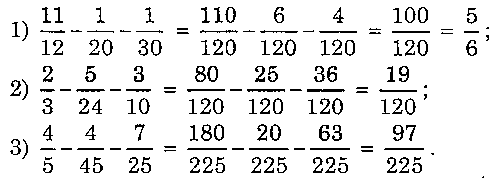 1) 11/12 - 1/20 - 1/30 = 110/120 - 6/120 - 4/120 = 100/120 = 5/6;
2) 2/3 - 5/24 - 3/10 = 80/120 - 25/120 - 36/120 = 19/120;
3) 4/5 - 4/45 - 7/25 = 180/225 - 20/225 - 63/225 = 97/225.